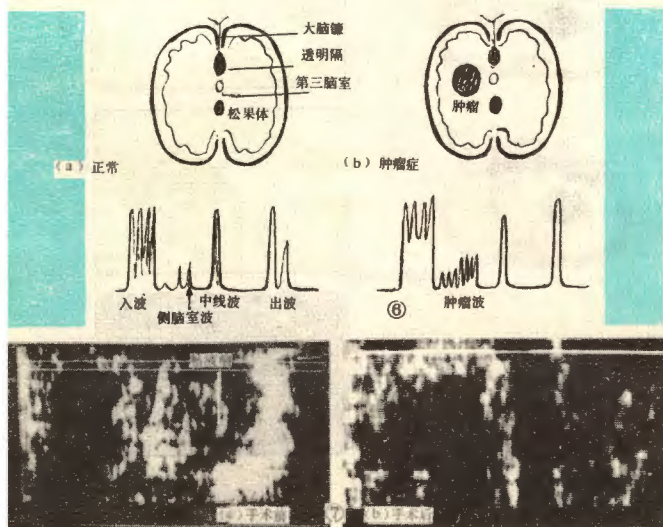 大脑镰
透明隔
第三脑室
松果体
肿瘤
(a) 正常
(b) 肿瘤症
入波
侧脑室波
中线波
出波
肿瘤波
⑥
(a) 手术前
⑦
(b) 手术后